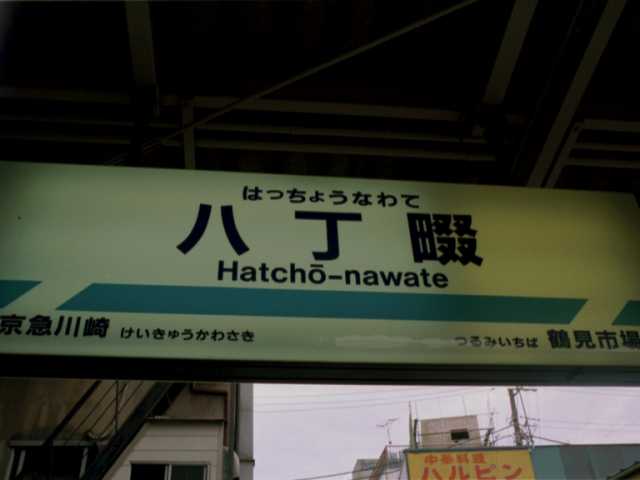 はっちょうなわて
八丁畷
Hatchō-nawate
京急川崎 けいきゅうかわさき
つるみいちば 鶴見市場
中華料理
ハルピン